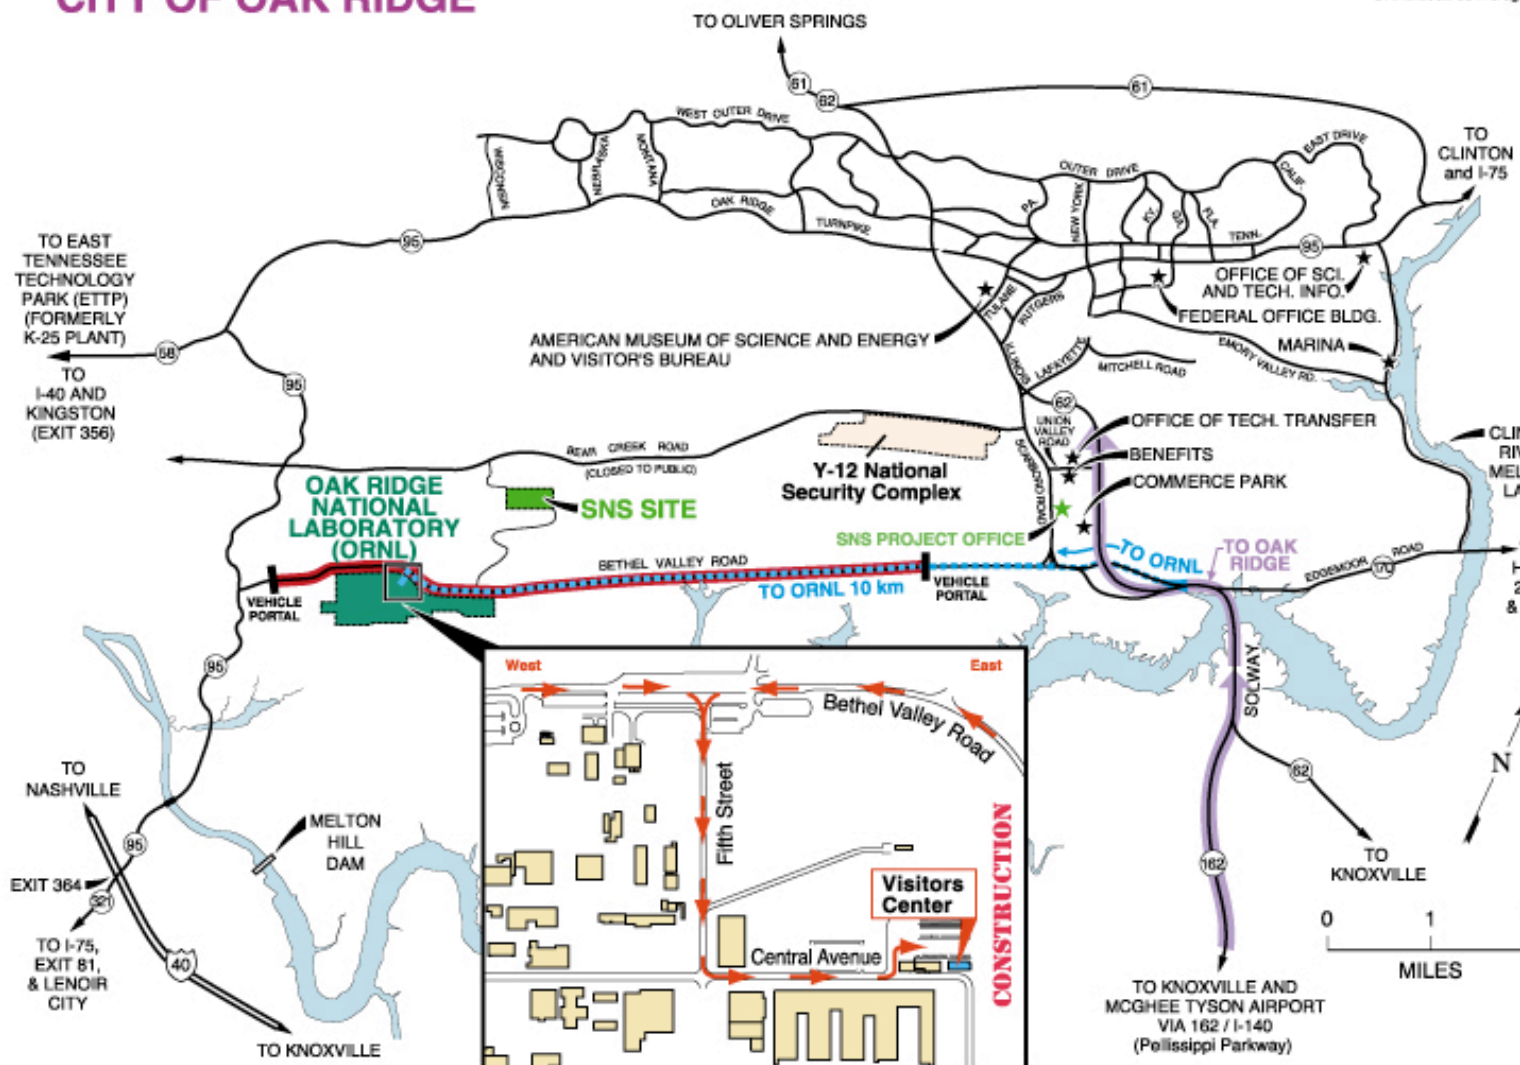 CITY OF OAK RIDGE
TO OLIVER SPRINGS
61
62
61
WEST OUTER DRIVE
EAST DRIVE
TO
CLINTON
and I-75
WISCONSIN
NEBRASKA
MONTANA
OUTER DRIVE
CALIF.
PA.
NEW YORK
KY.
GA.
FLA.
OAK RIDGE
TURNPIKE
TENN.
95
95
TO EAST
TENNESSEE
TECHNOLOGY
PARK (ETTP)
(FORMERLY
K-25 PLANT)
58
TO
I-40 AND
KINGSTON
(EXIT 356)
95
OFFICE OF SCI.
AND TECH. INFO.
FEDERAL OFFICE BLDG.
TULANE
RUTGERS
AMERICAN MUSEUM OF SCIENCE AND ENERGY
AND VISITOR'S BUREAU
MARINA
EMORY VALLEY RD.
ILLINOIS
LAFAYETTE
MITCHELL ROAD
62
UNION
VALLEY
ROAD
OFFICE OF TECH. TRANSFER
BENEFITS
COMMERCE PARK
SCARBORO ROAD
BEAR CREEK ROAD
(CLOSED TO PUBLIC)
Y-12 National
Security Complex
OAK RIDGE
NATIONAL
LABORATORY
(ORNL)
SNS SITE
SNS PROJECT OFFICE
TO ORNL
TO OAK
RIDGE
EDGEMOOR ROAD
170
BETHEL VALLEY ROAD
TO ORNL 10 km
VEHICLE
PORTAL
VEHICLE
PORTAL
95
SOLWAY
West
East
Bethel Valley Road
Fifth Street
CONSTRUCTION
Visitors
Center
Central Avenue
TO
NASHVILLE
95
MELTON
HILL
DAM
EXIT 364
321
TO I-75,
EXIT 81,
& LENOIR
CITY
40
TO KNOXVILLE
62
TO
KNOXVILLE
162
TO KNOXVILLE AND
MCGHEE TYSON AIRPORT
VIA 162 / I-140
(Pellissippi Parkway)
N
0 1
MILES